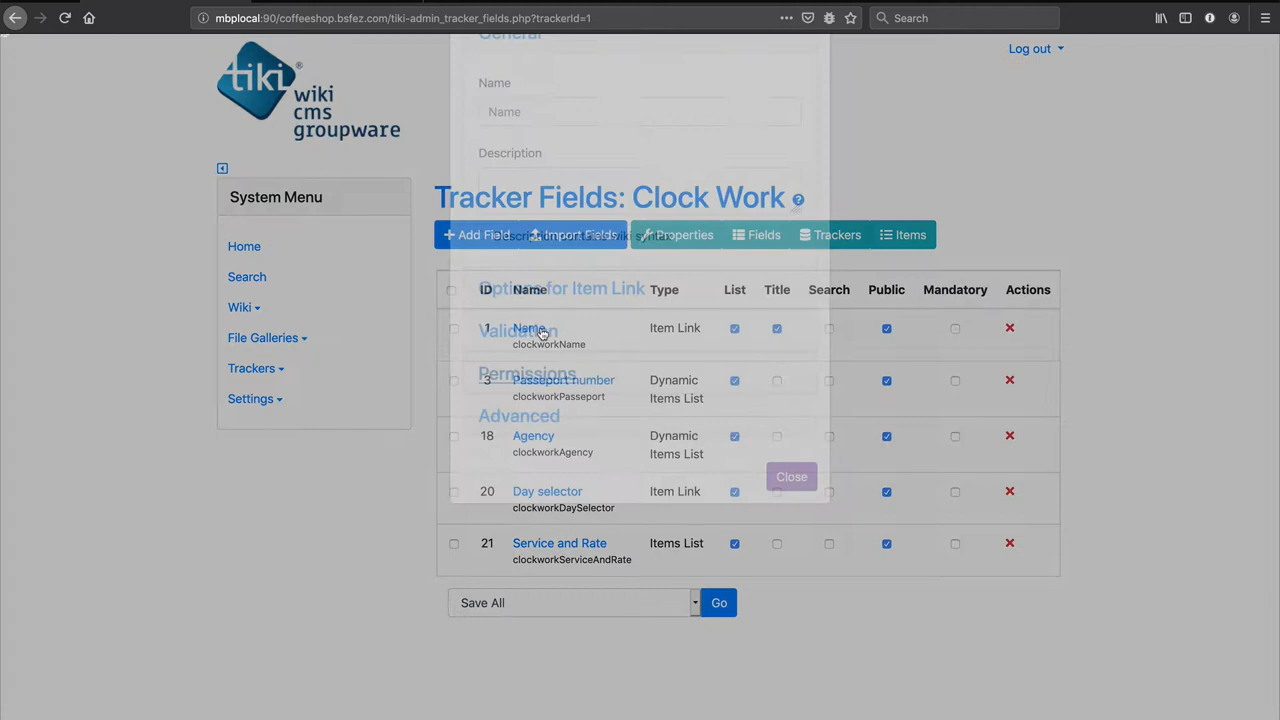 mbplocal:90/coffeeshop.bsfez.com/tiki-admin_tracker_fields.php?trackerId=1
Search
Log out
tiki ®
wiki
cms
groupware
General
Name
Name
Description
Description contains wiki syntax
Options for Item Link
Validation
Permissions
Advanced
Close
System Menu
Home
Search
Wiki
File Galleries
Trackers
Settings
Tracker Fields: Clock Work
Add Field Import Fields Properties Fields Trackers Items
ID Name Type List Title Search Public Mandatory Actions
1 Name Item Link
clockworkName
3 Passeport number Dynamic Items List
clockworkPasseport
18 Agency Dynamic Items List
clockworkAgency
20 Day selector Item Link
clockworkDaySelector
21 Service and Rate Items List
clockworkServiceAndRate
Save All Go